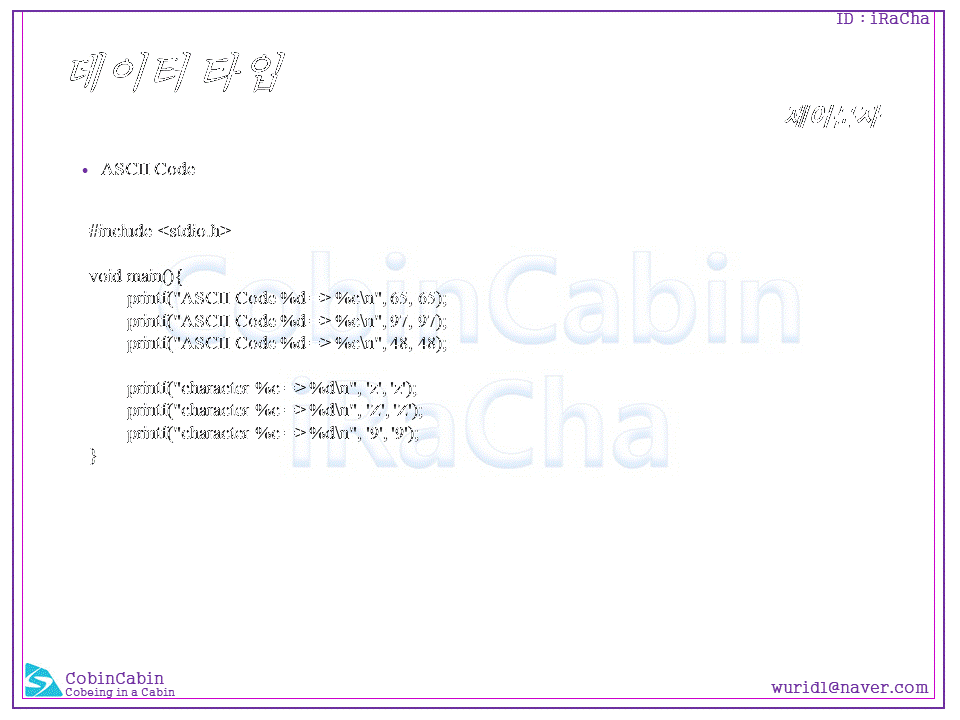 ID : iRaCha
데이터 타입
제어문자
• ASCII Code
#include <stdio.h>
void main(){
printf("ASCII Code %d => %c\n", 65, 65);
printf("ASCII Code %d => %c\n", 97, 97);
printf("ASCII Code %d => %c\n", 48, 48);
printf("character %c => %d\n", 'z', 'z');
printf("character %c => %d\n", 'Z', 'Z');
printf("character %c => %d\n", '9', '9');
}
CobinCabin
iRaCha
CobinCabin
Cobeing in a Cabin
wurid1@naver.com